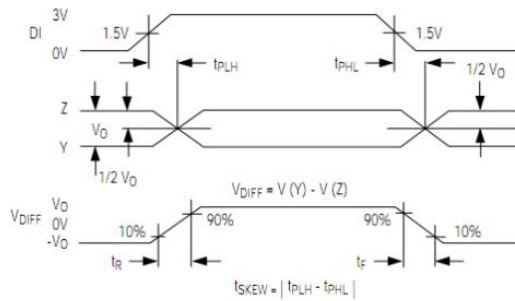 3V
DI
0V
1.5V
1.5V
tPLH
tPHL
1/2 VO
Z
VO
Y
1/2 VO
VDIFF = V (Y) - V (Z)
VDIFF
VO
0V
-VO
10%
90%
90%
10%
tR
tF
tSKEW = | tPLH - tPHL |